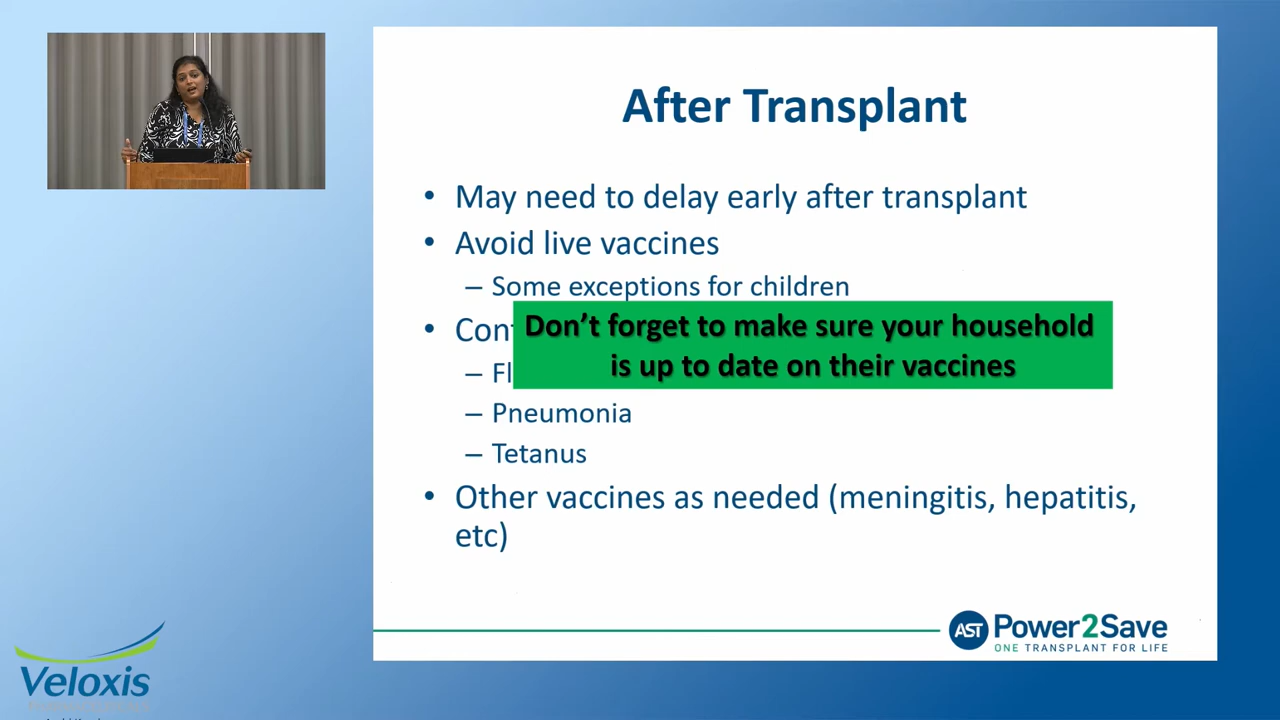 After Transplant
• May need to delay early after transplant
• Avoid live vaccines
– Some exceptions for children
• Con
Don’t forget to make sure your household
is up to date on their vaccines
– Fl
– Pneumonia
– Tetanus
• Other vaccines as needed (meningitis, hepatitis,
etc)
AST Power2Save
ONE TRANSPLANT FOR LIFE
Veloxis